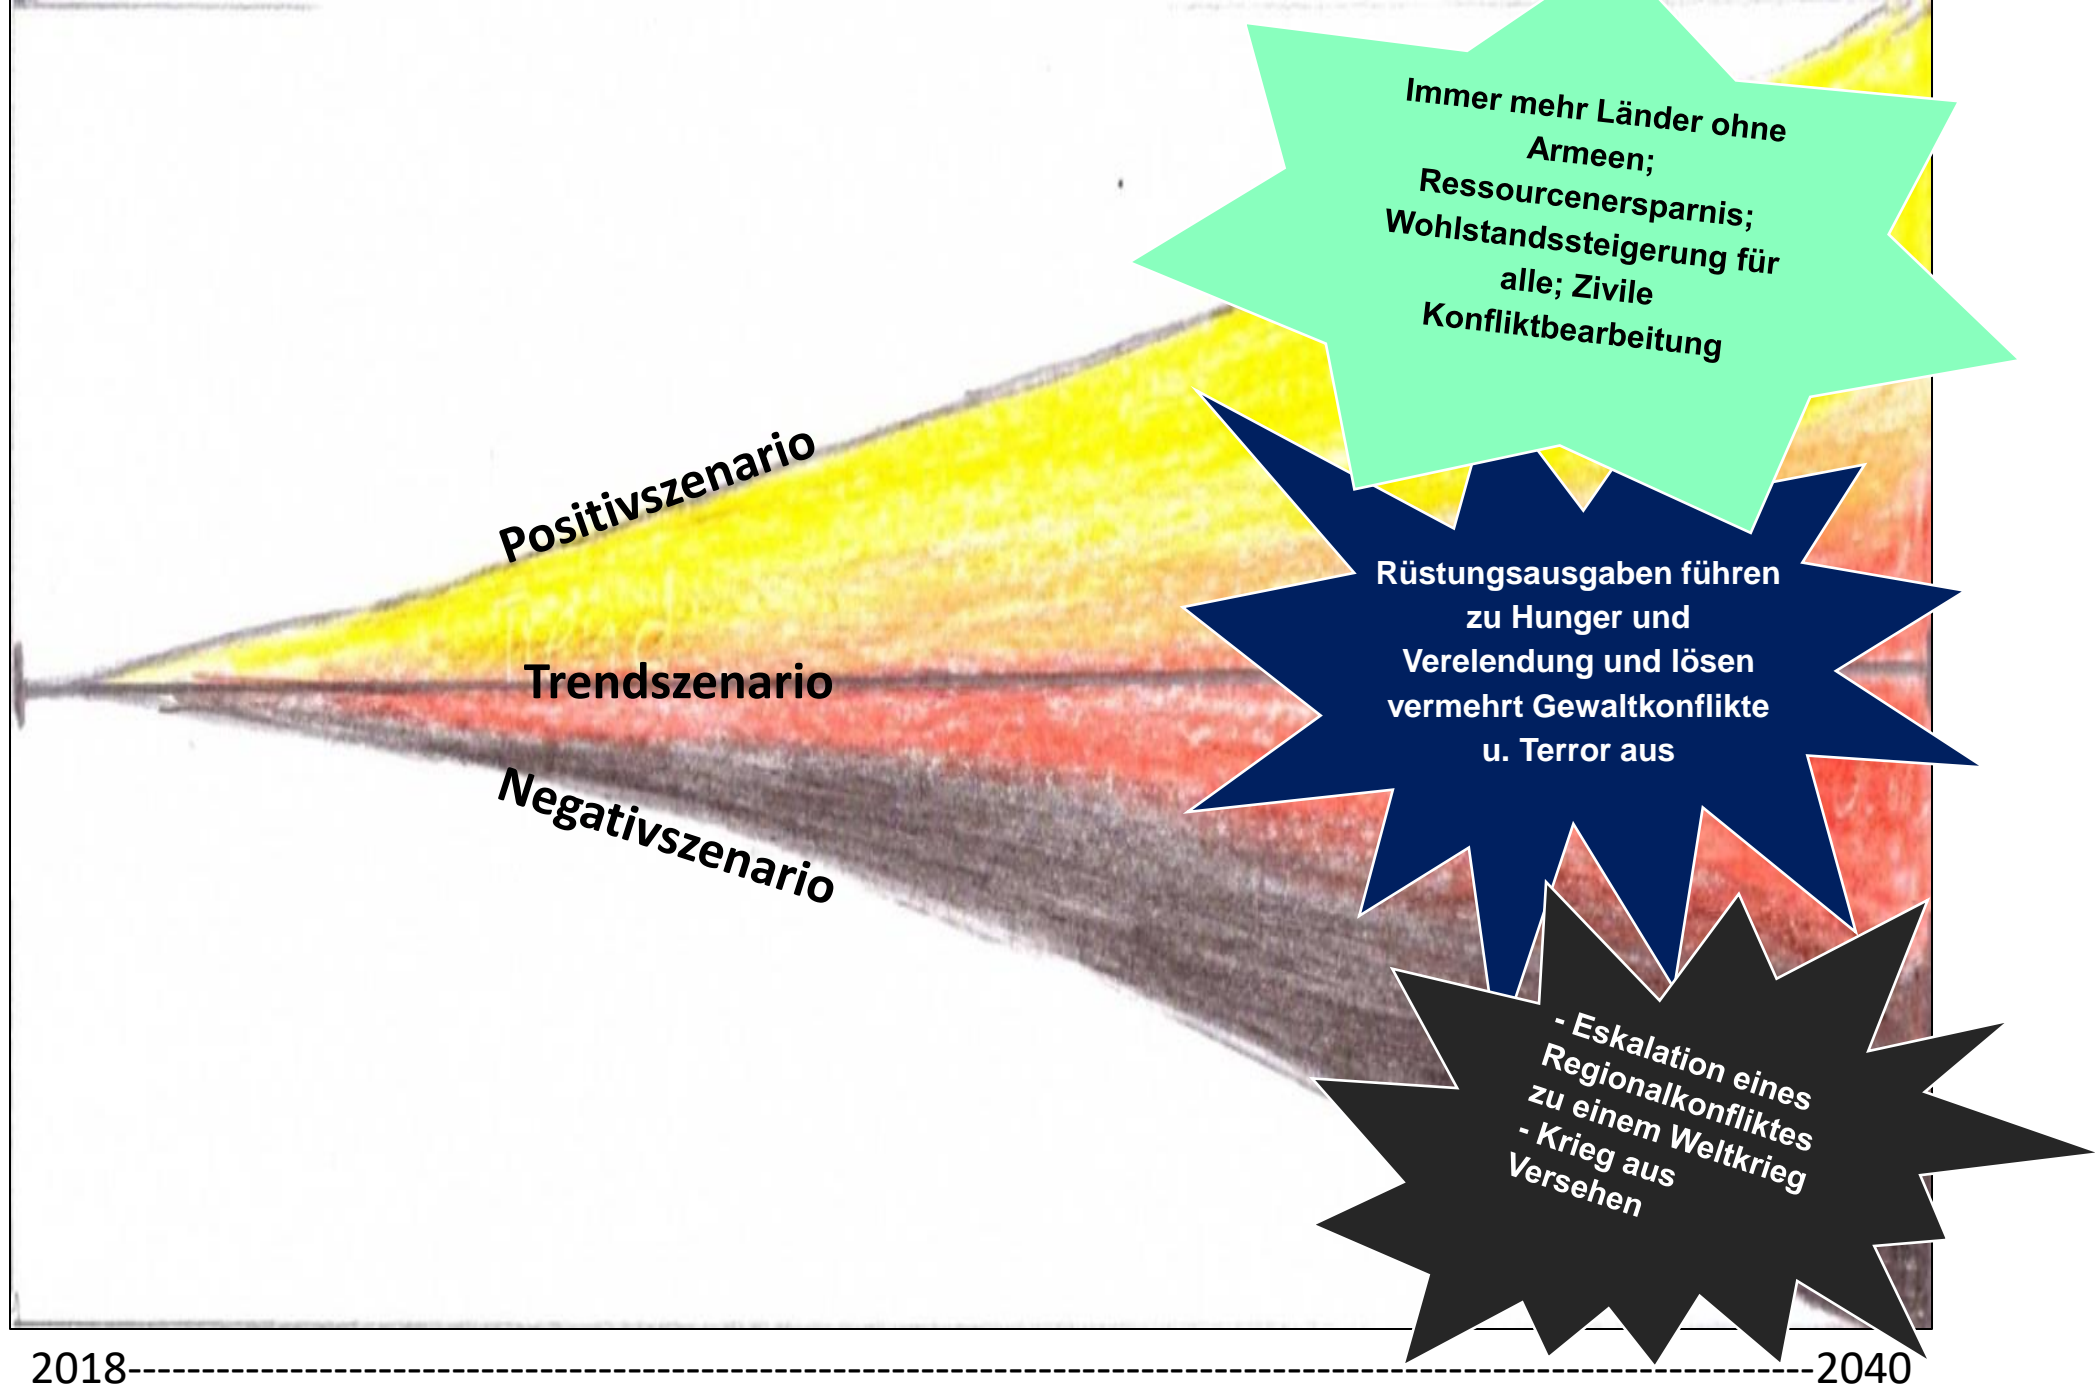 Immer mehr Länder ohne
Armeen;
Ressourcenersparnis;
Wohlstandssteigerung für
alle; Zivile
Konfliktbearbeitung
Positivszenario
Rüstungsausgaben führen
zu Hunger und
Verelendung und lösen
vermehrt Gewaltkonflikte
u. Terror aus
Trend
Trendszenario
Negativszenario
- Eskalation eines
Regionalkonfliktes
zu einem Weltkrieg
- Krieg aus
Versehen
2018--------------------------------------------------------------------------------------------------------------2040